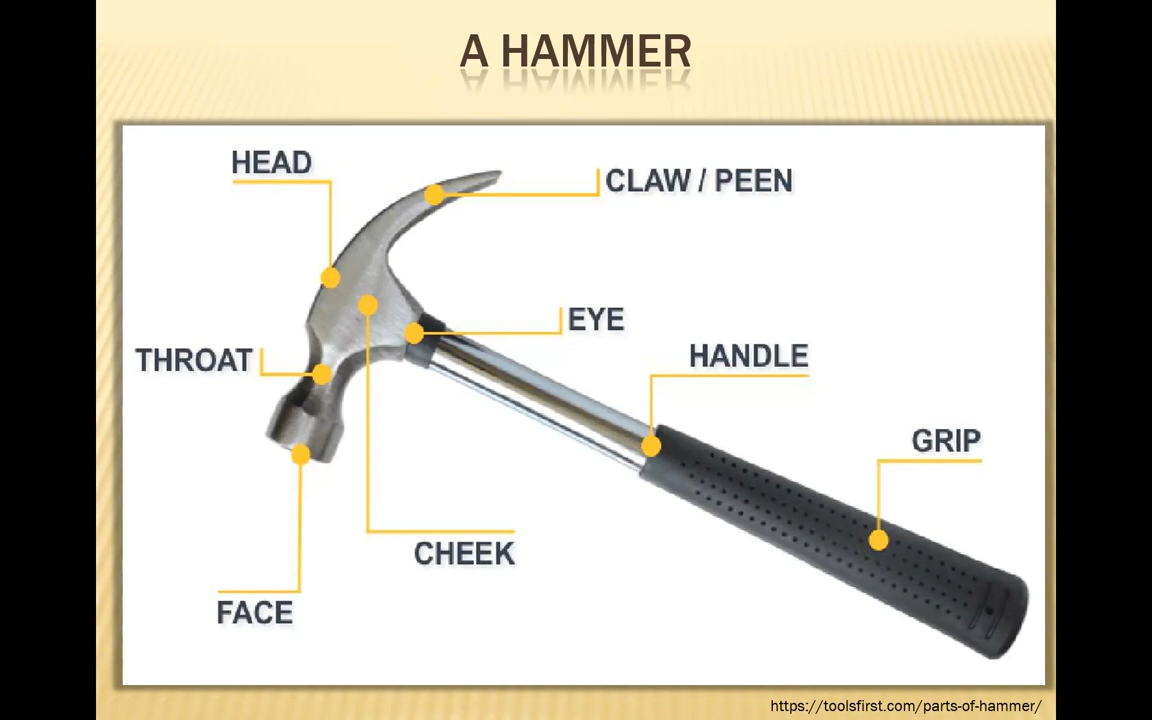 A HAMMER
HEAD
CLAW / PEEN
EYE
THROAT
HANDLE
GRIP
CHEEK
FACE
https://toolsfirst.com/parts-of-hammer/